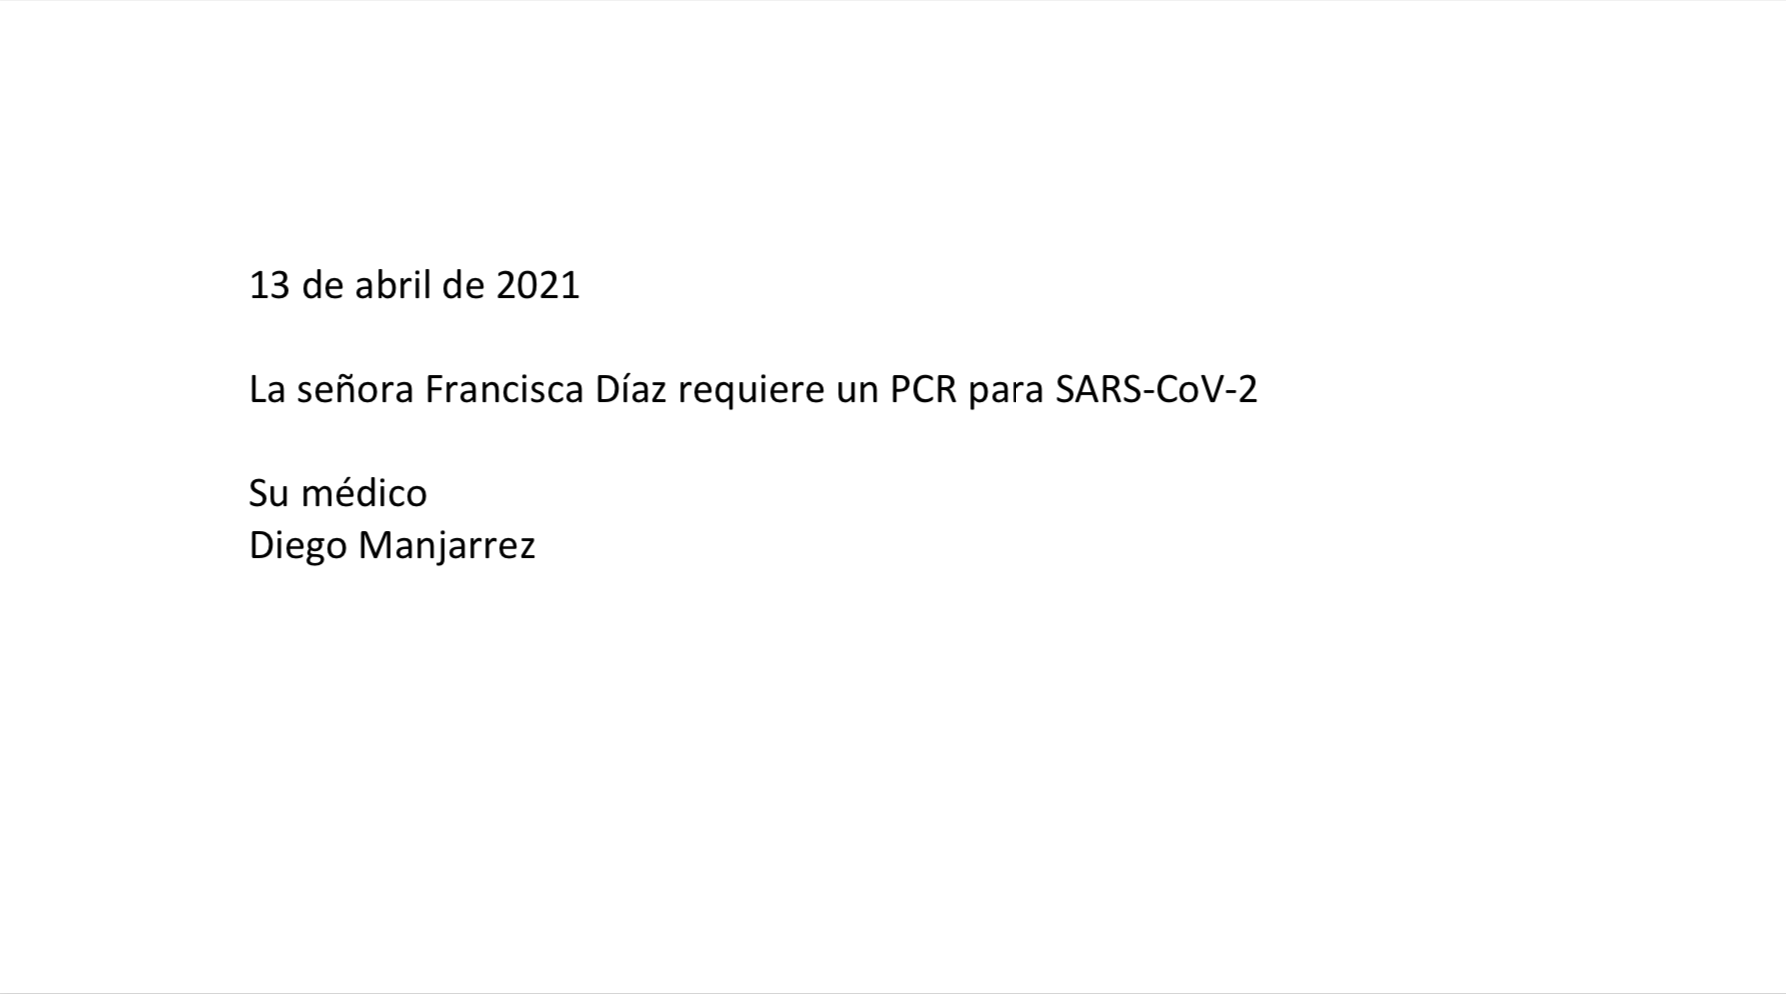 13 de abril de 2021
La señora Francisca Díaz requiere un PCR para SARS-CoV-2
Su médico
Diego Manjarrez